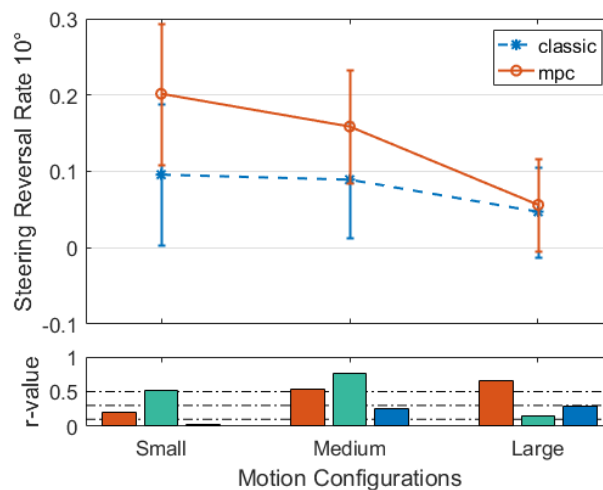 Steering Reversal Rate 10°
0.3
0.2
0.1
0
-0.1
classic
mpc
r-value
1
0.5
0
Small Medium Large
Motion Configurations